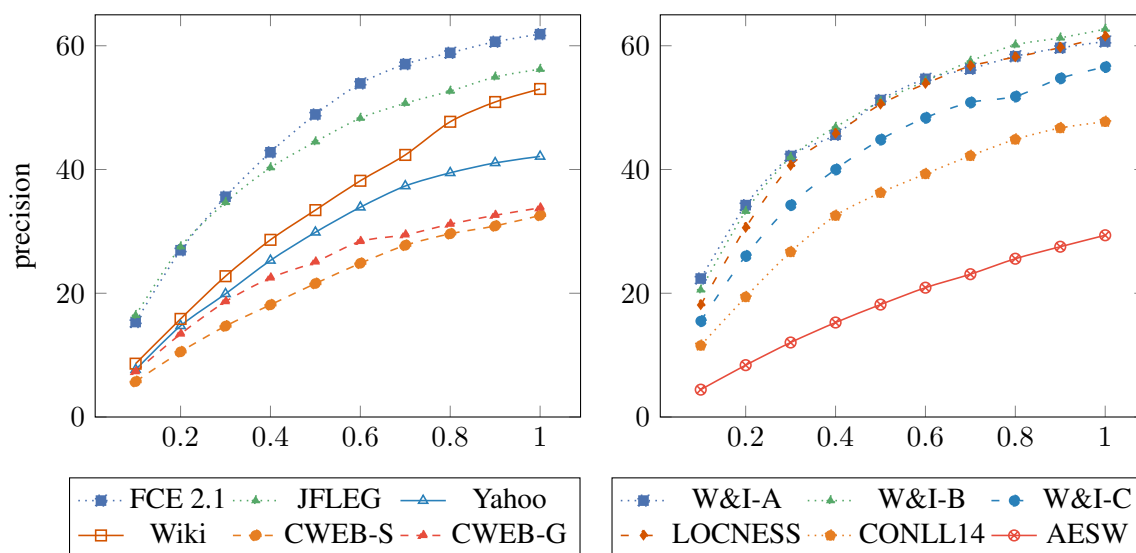 precision
60
40
20
0
0.2 0.4 0.6 0.8 1
60
40
20
0
0.2 0.4 0.6 0.8 1
FCE 2.1 JFLEG Yahoo
Wiki CWEB-S CWEB-G
W&I-A W&I-B W&I-C
LOCNESS CONLL14 AESW